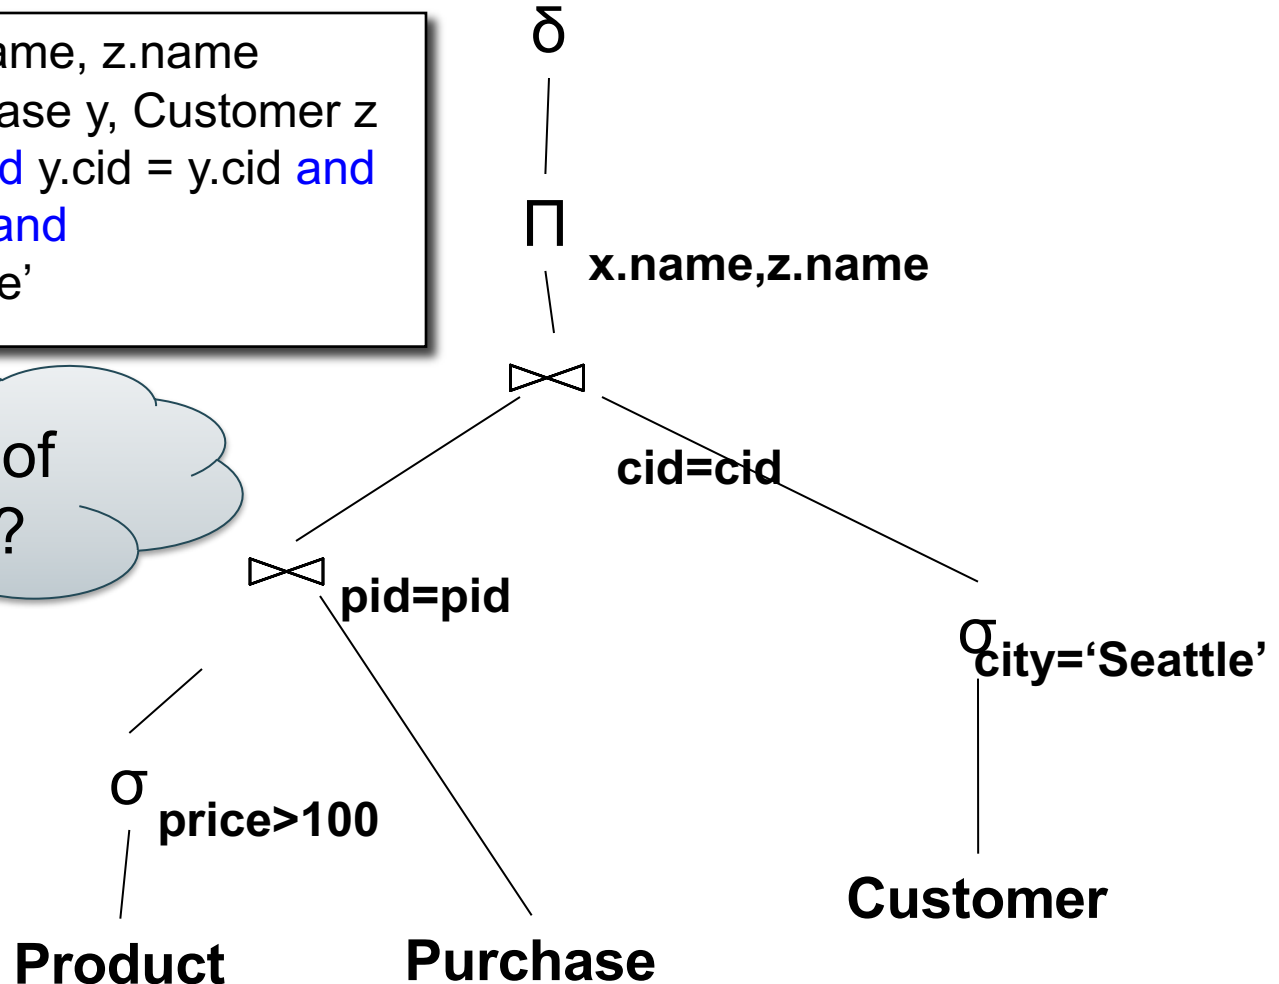 ame, z.name
ase y, Customer z
d y.cid = y.cid and
and
e’
of
?
δ
Π
x.name,z.name
cid=cid
pid=pid
σ
city=‘Seattle’
σ
price>100
Customer
Product
Purchase